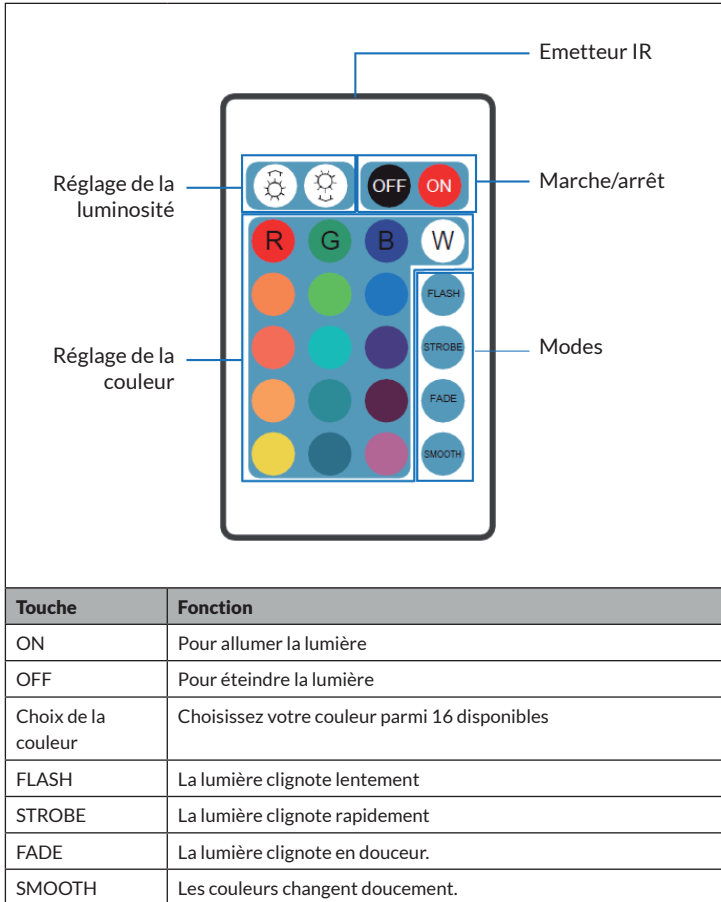 Emetteur IR
Réglage de la
luminosité
OFF
ON
Marche/arrêt
R
G
B
W
FLASH
Réglage de la
couleur
STROBE
Modes
FADE
SMOOTH
Touche Fonction
ON Pour allumer la lumière
OFF Pour éteindre la lumière
Choix de la
couleur
Choisissez votre couleur parmi 16 disponibles
FLASH La lumière clignote lentement
STROBE La lumière clignote rapidement
FADE La lumière clignote en douceur.
SMOOTH Les couleurs changent doucement.